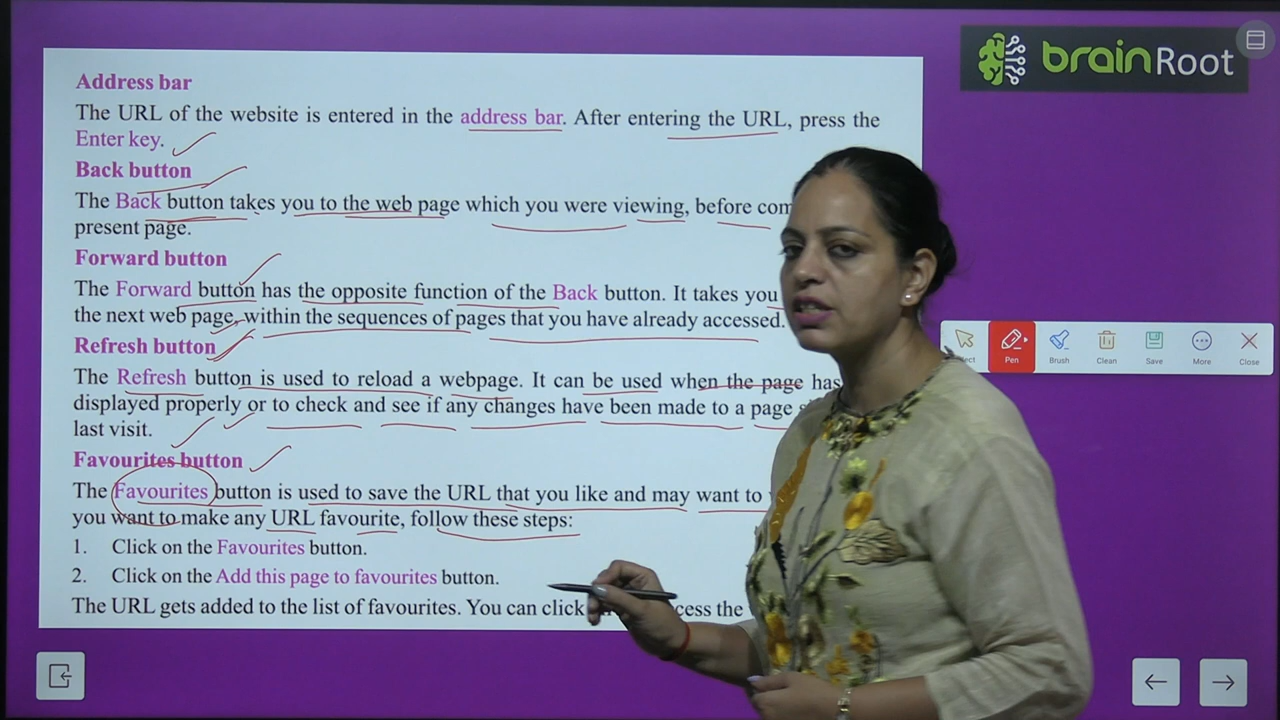 brainRoot
Address bar
The URL of the website is entered in the address bar. After entering the URL, press the
Enter key.
Back button
The Back button takes you to the web page which you were viewing, before
present page.
Forward button
The Forward button has the opposite function of the Back button. It takes you
the next web page, within the sequences of pages that you have already accessed.
Refresh button
The Refresh button is used to reload a webpage. It can be used when the page has
displayed properly or to check and see if any changes have been made to a page
last visit.
Favourites button
The Favourites button is used to save the URL that you like and may want to
you want to make any URL favourite, follow these steps:
1. Click on the Favourites button.
2. Click on the Add this page to favourites button.
The URL gets added to the list of favourites. You can click the
Pen
Brush
Clean
Save
More
Close